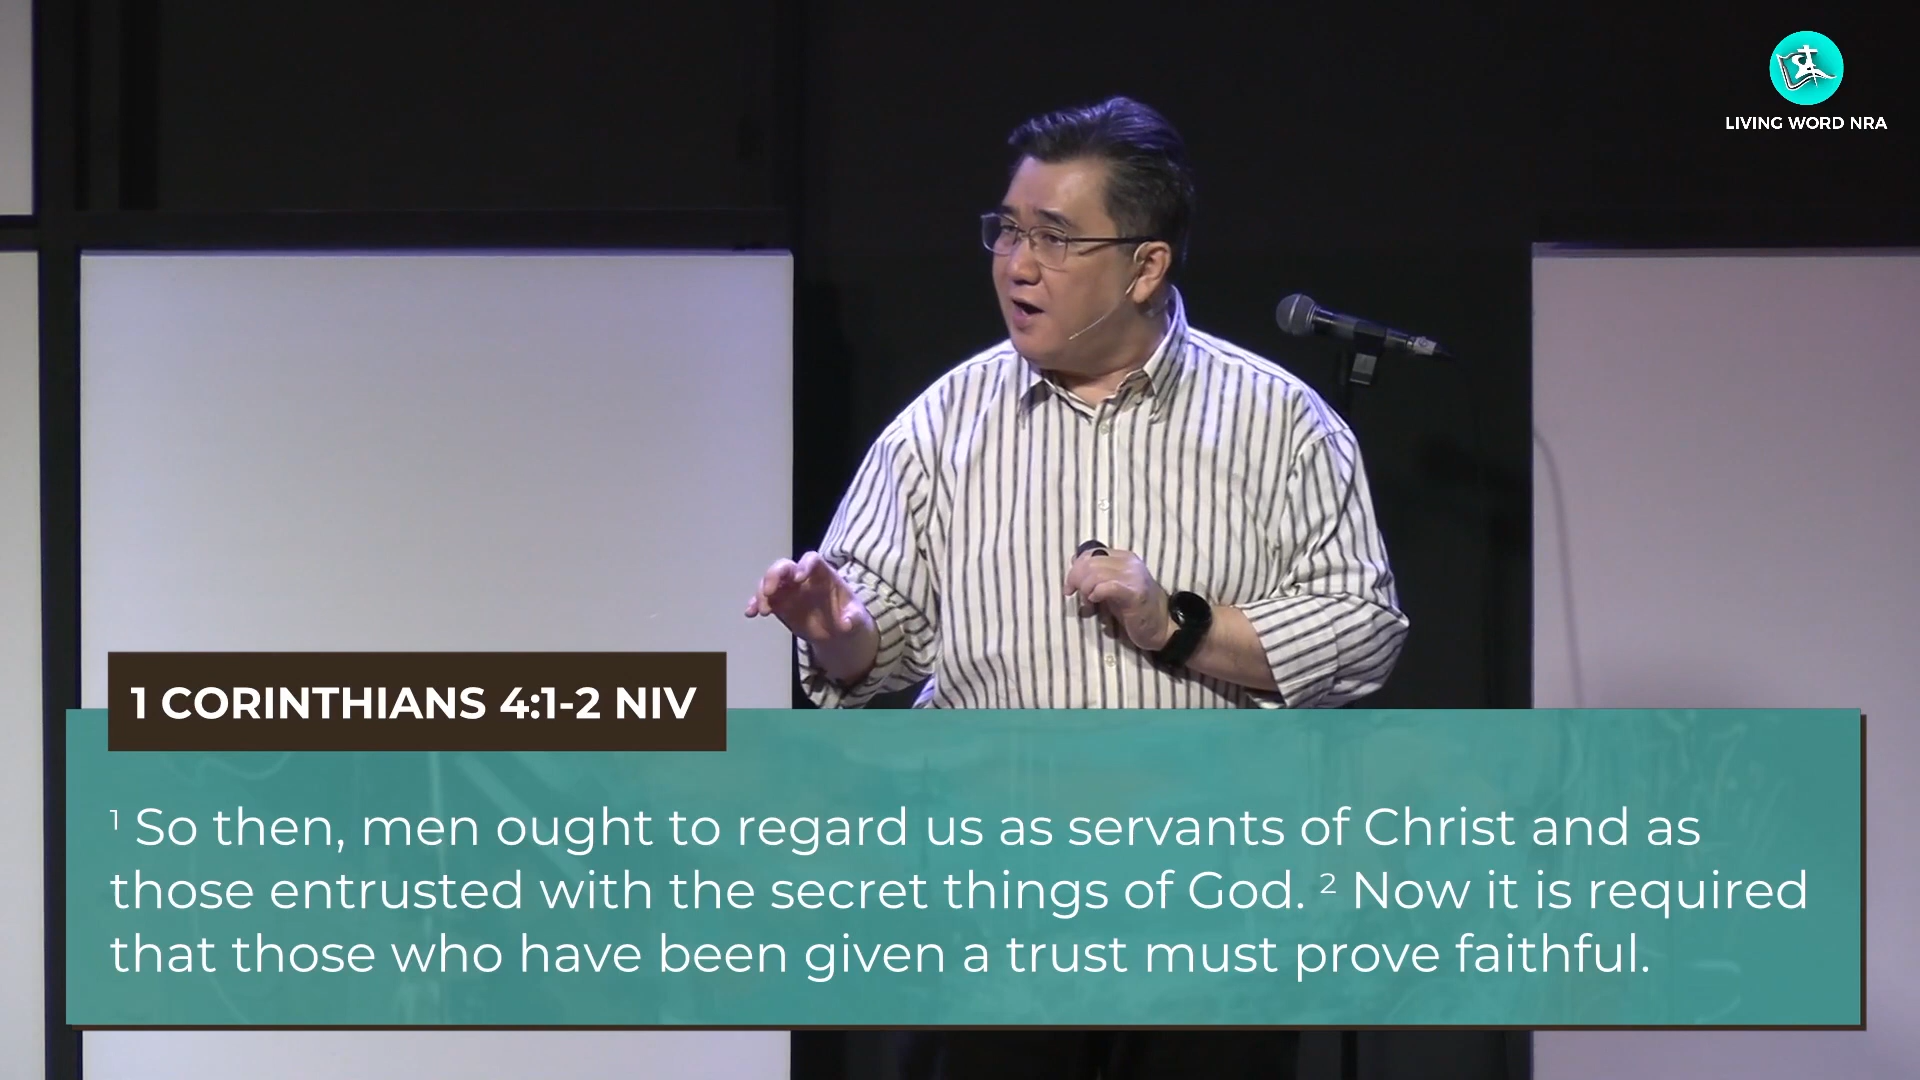 LIVING WORD NRA
1 CORINTHIANS 4:1-2 NIV
¹ So then, men ought to regard us as servants of Christ and as
those entrusted with the secret things of God. ² Now it is required
that those who have been given a trust must prove faithful.